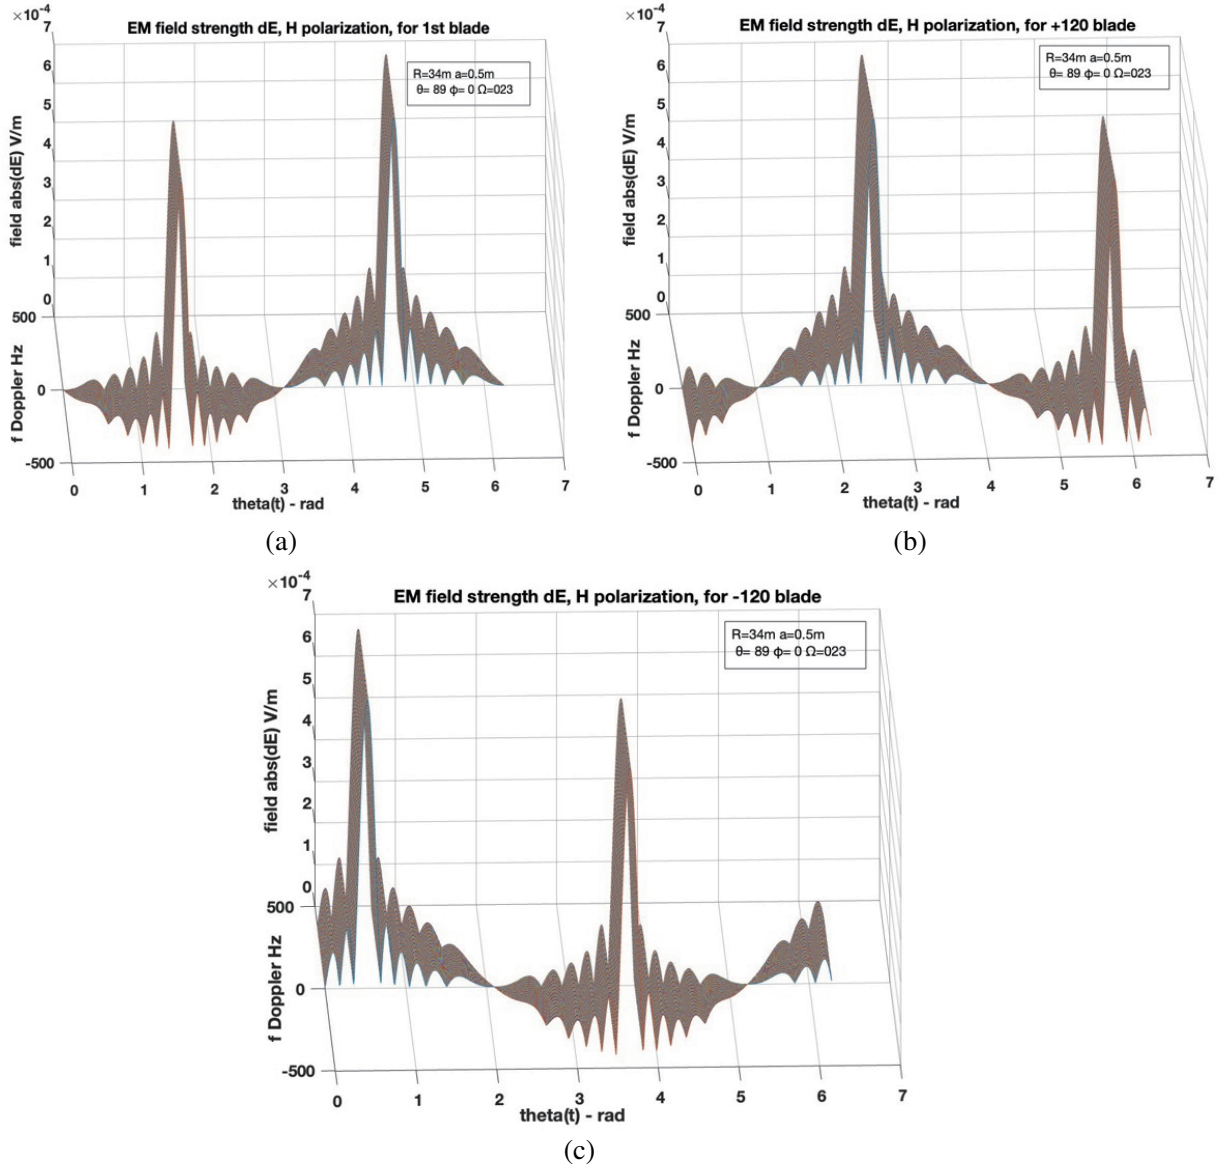 ×10⁻⁴
EM field strength dE, H polarization, for 1st blade
7
6
5
4
3
2
1
0
field abs(dE) V/m
R=34m a=0.5m
θ= 89 ϕ= 0 Ω=023
500
0
-500
f Doppler Hz
0 1 2 3 4 5 6 7
theta(t) - rad
(a)
×10⁻⁴
EM field strength dE, H polarization, for +120 blade
7
6
5
4
3
2
1
0
field abs(dE) V/m
R=34m a=0.5m
θ= 89 ϕ= 0 Ω=023
500
0
-500
f Doppler Hz
0 1 2 3 4 5 6 7
theta(t) - rad
(b)
×10⁻⁴
EM field strength dE, H polarization, for -120 blade
7
6
5
4
3
2
1
0
field abs(dE) V/m
R=34m a=0.5m
θ= 89 ϕ= 0 Ω=023
500
0
-500
f Doppler Hz
0 1 2 3 4 5 6 7
theta(t) - rad
(c)